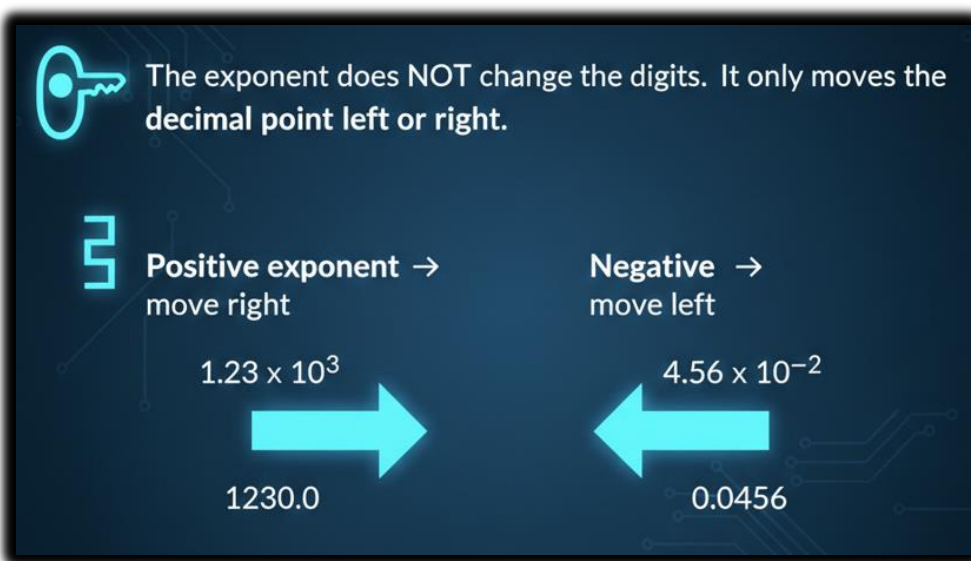 The exponent does NOT change the digits. It only moves the
decimal point left or right.
Positive exponent →
move right
Negative →
move left
1.23 x 10³
4.56 x 10⁻²
1230.0
0.0456